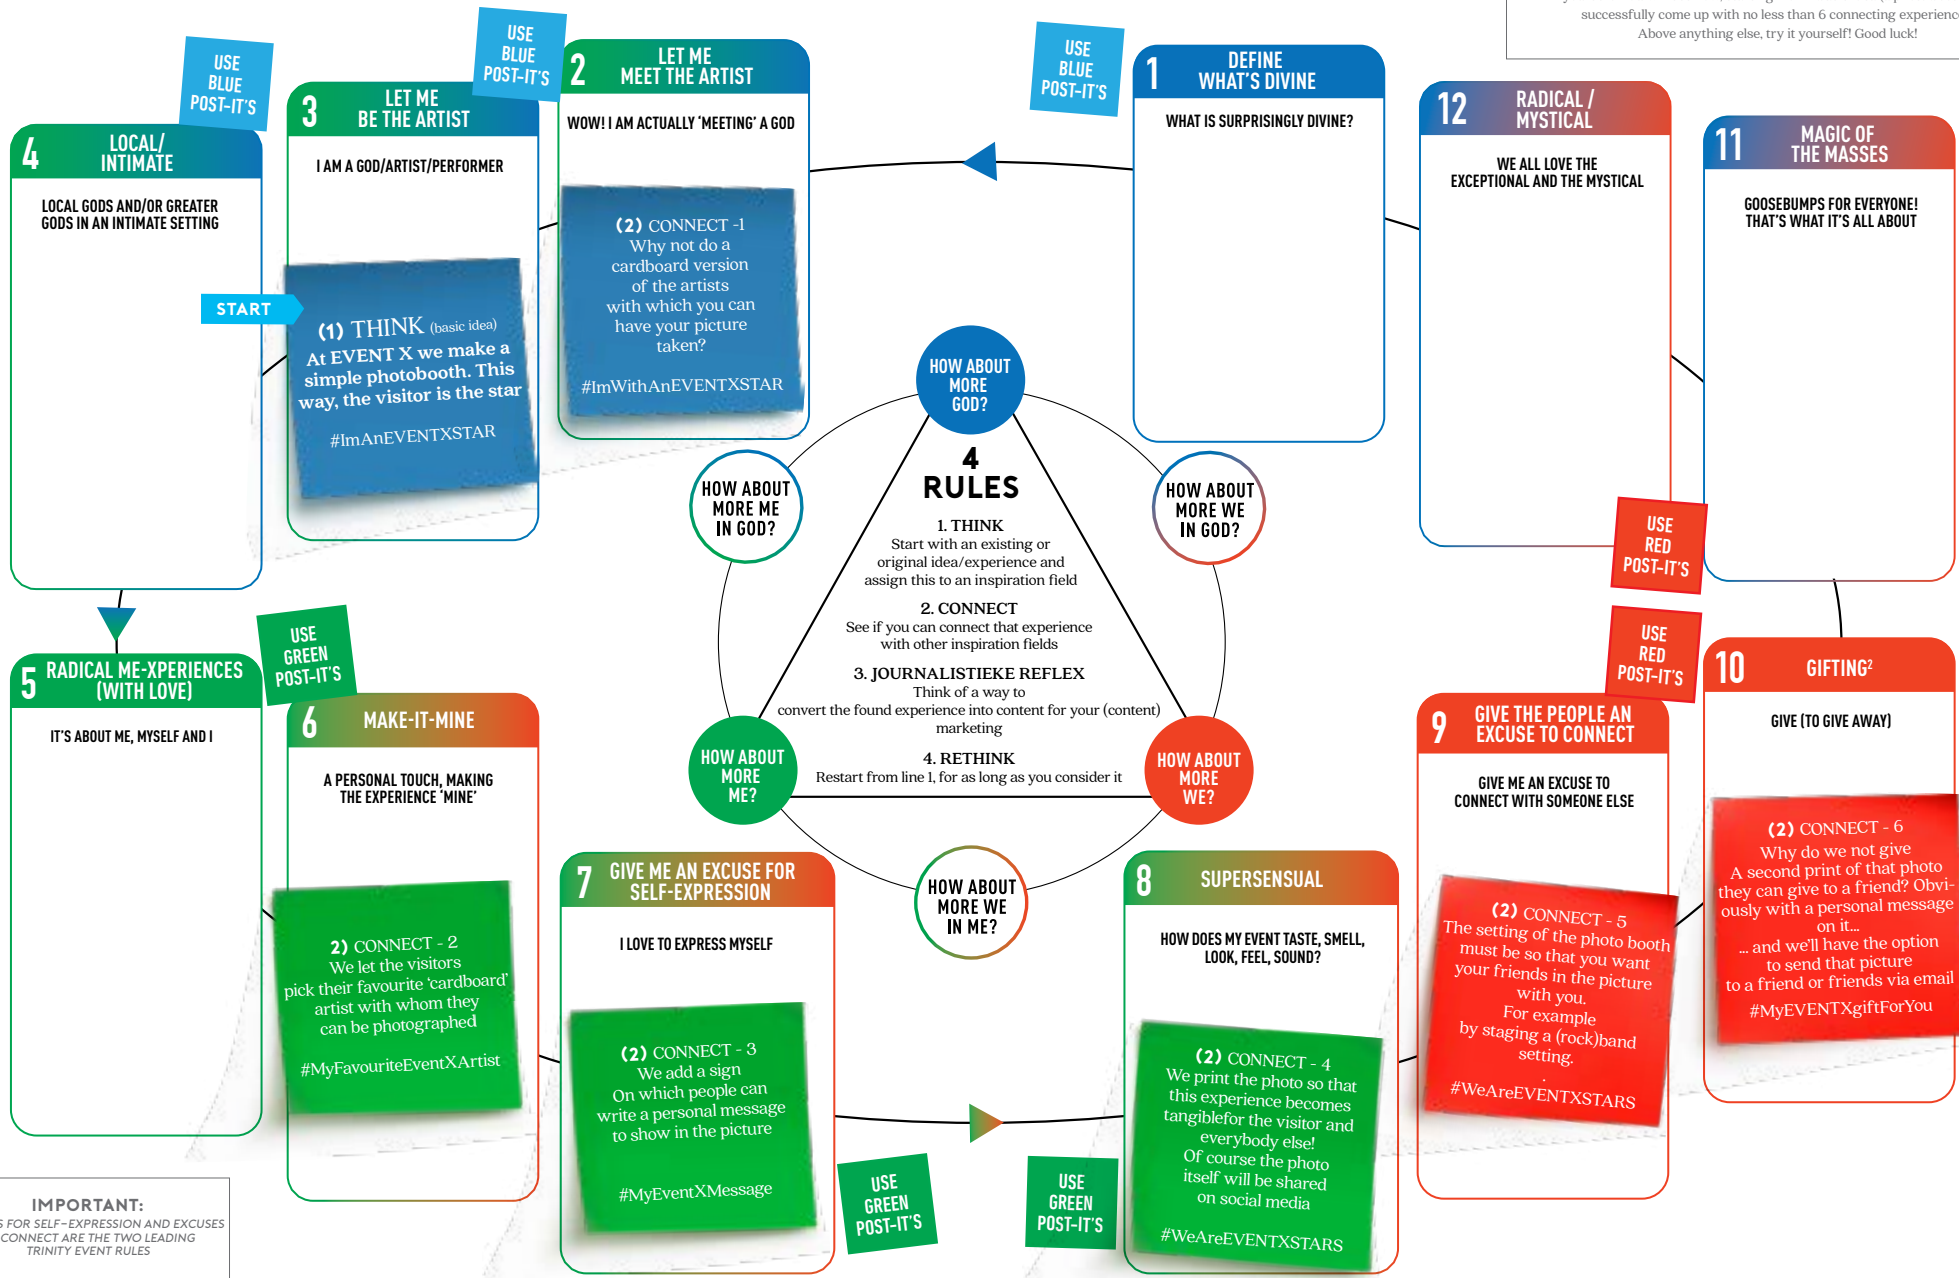 successfully come up with no less than 6 connecting experienc
Above anything else, try it yourself! Good luck!
USE
BLUE
POST-IT'S
USE
BLUE
POST-IT'S
USE
BLUE
POST-IT'S
1
DEFINE
WHAT'S DIVINE
WHAT IS SURPRISINGLY DIVINE?
2
LET ME
MEET THE ARTIST
WOW! I AM ACTUALLY 'MEETING' A GOD
(2) CONNECT -1
Why not do a
cardboard version
of the artists
with which you can
have your picture
taken?
#ImWithAnEVENTXSTAR
3
LET ME
BE THE ARTIST
I AM A GOD/ARTIST/PERFORMER
START
(1) THINK (basic idea)
At EVENT X we make a
simple photobooth. This
way, the visitor is the star
#ImAnEVENTXSTAR
4
LOCAL/
INTIMATE
LOCAL GODS AND/OR GREATER
GODS IN AN INTIMATE SETTING
12
RADICAL /
MYSTICAL
WE ALL LOVE THE
EXCEPTIONAL AND THE MYSTICAL
11
MAGIC OF
THE MASSES
GOOSEBUMPS FOR EVERYONE!
THAT'S WHAT IT'S ALL ABOUT
HOW ABOUT
MORE
GOD?
HOW ABOUT
MORE ME
IN GOD?
HOW ABOUT
MORE WE
IN GOD?
4
RULES
1. THINK
Start with an existing or
original idea/experience and
assign this to an inspiration field
2. CONNECT
See if you can connect that experience
with other inspiration fields
3. JOURNALISTIEKE REFLEX
Think of a way to
convert the found experience into content for your (content)
marketing
4. RETHINK
Restart from line 1, for as long as you consider it
HOW ABOUT
MORE
ME?
HOW ABOUT
MORE
WE?
HOW ABOUT
MORE WE
IN ME?
USE
RED
POST-IT'S
USE
RED
POST-IT'S
USE
GREEN
POST-IT'S
5
RADICAL ME-XPERIENCES
(WITH LOVE)
IT'S ABOUT ME, MYSELF AND I
6
MAKE-IT-MINE
A PERSONAL TOUCH, MAKING
THE EXPERIENCE 'MINE'
2) CONNECT - 2
We let the visitors
pick their favourite 'cardboard'
artist with whom they
can be photographed
#MyFavouriteEventXArtist
7
GIVE ME AN EXCUSE FOR
SELF-EXPRESSION
I LOVE TO EXPRESS MYSELF
(2) CONNECT - 3
We add a sign
On which people can
write a personal message
to show in the picture
#MyEventXMessage
USE
GREEN
POST-IT'S
USE
GREEN
POST-IT'S
8
SUPERSENSUAL
HOW DOES MY EVENT TASTE, SMELL,
LOOK, FEEL, SOUND?
(2) CONNECT - 4
We print the photo so that
this experience becomes
tangiblefor the visitor and
everybody else!
Of course the photo
itself will be shared
on social media
#WeAreEVENTXSTARS
9
GIVE THE PEOPLE AN
EXCUSE TO CONNECT
GIVE ME AN EXCUSE TO
CONNECT WITH SOMEONE ELSE
(2) CONNECT - 5
The setting of the photo booth
must be so that you want
your friends in the picture
with you.
For example
by staging a (rock)band
setting.
.
#WeAreEVENTXSTARS
10
GIFTING²
GIVE (TO GIVE AWAY)
(2) CONNECT - 6
Why do we not give
A second print of that photo
they can give to a friend? Obvi-
ously with a personal message
on it...
... and we'll have the option
to send that picture
to a friend or friends via email
#MyEVENTXgiftForYou
IMPORTANT:
S FOR SELF-EXPRESSION AND EXCUSES
CONNECT ARE THE TWO LEADING
TRINITY EVENT RULES